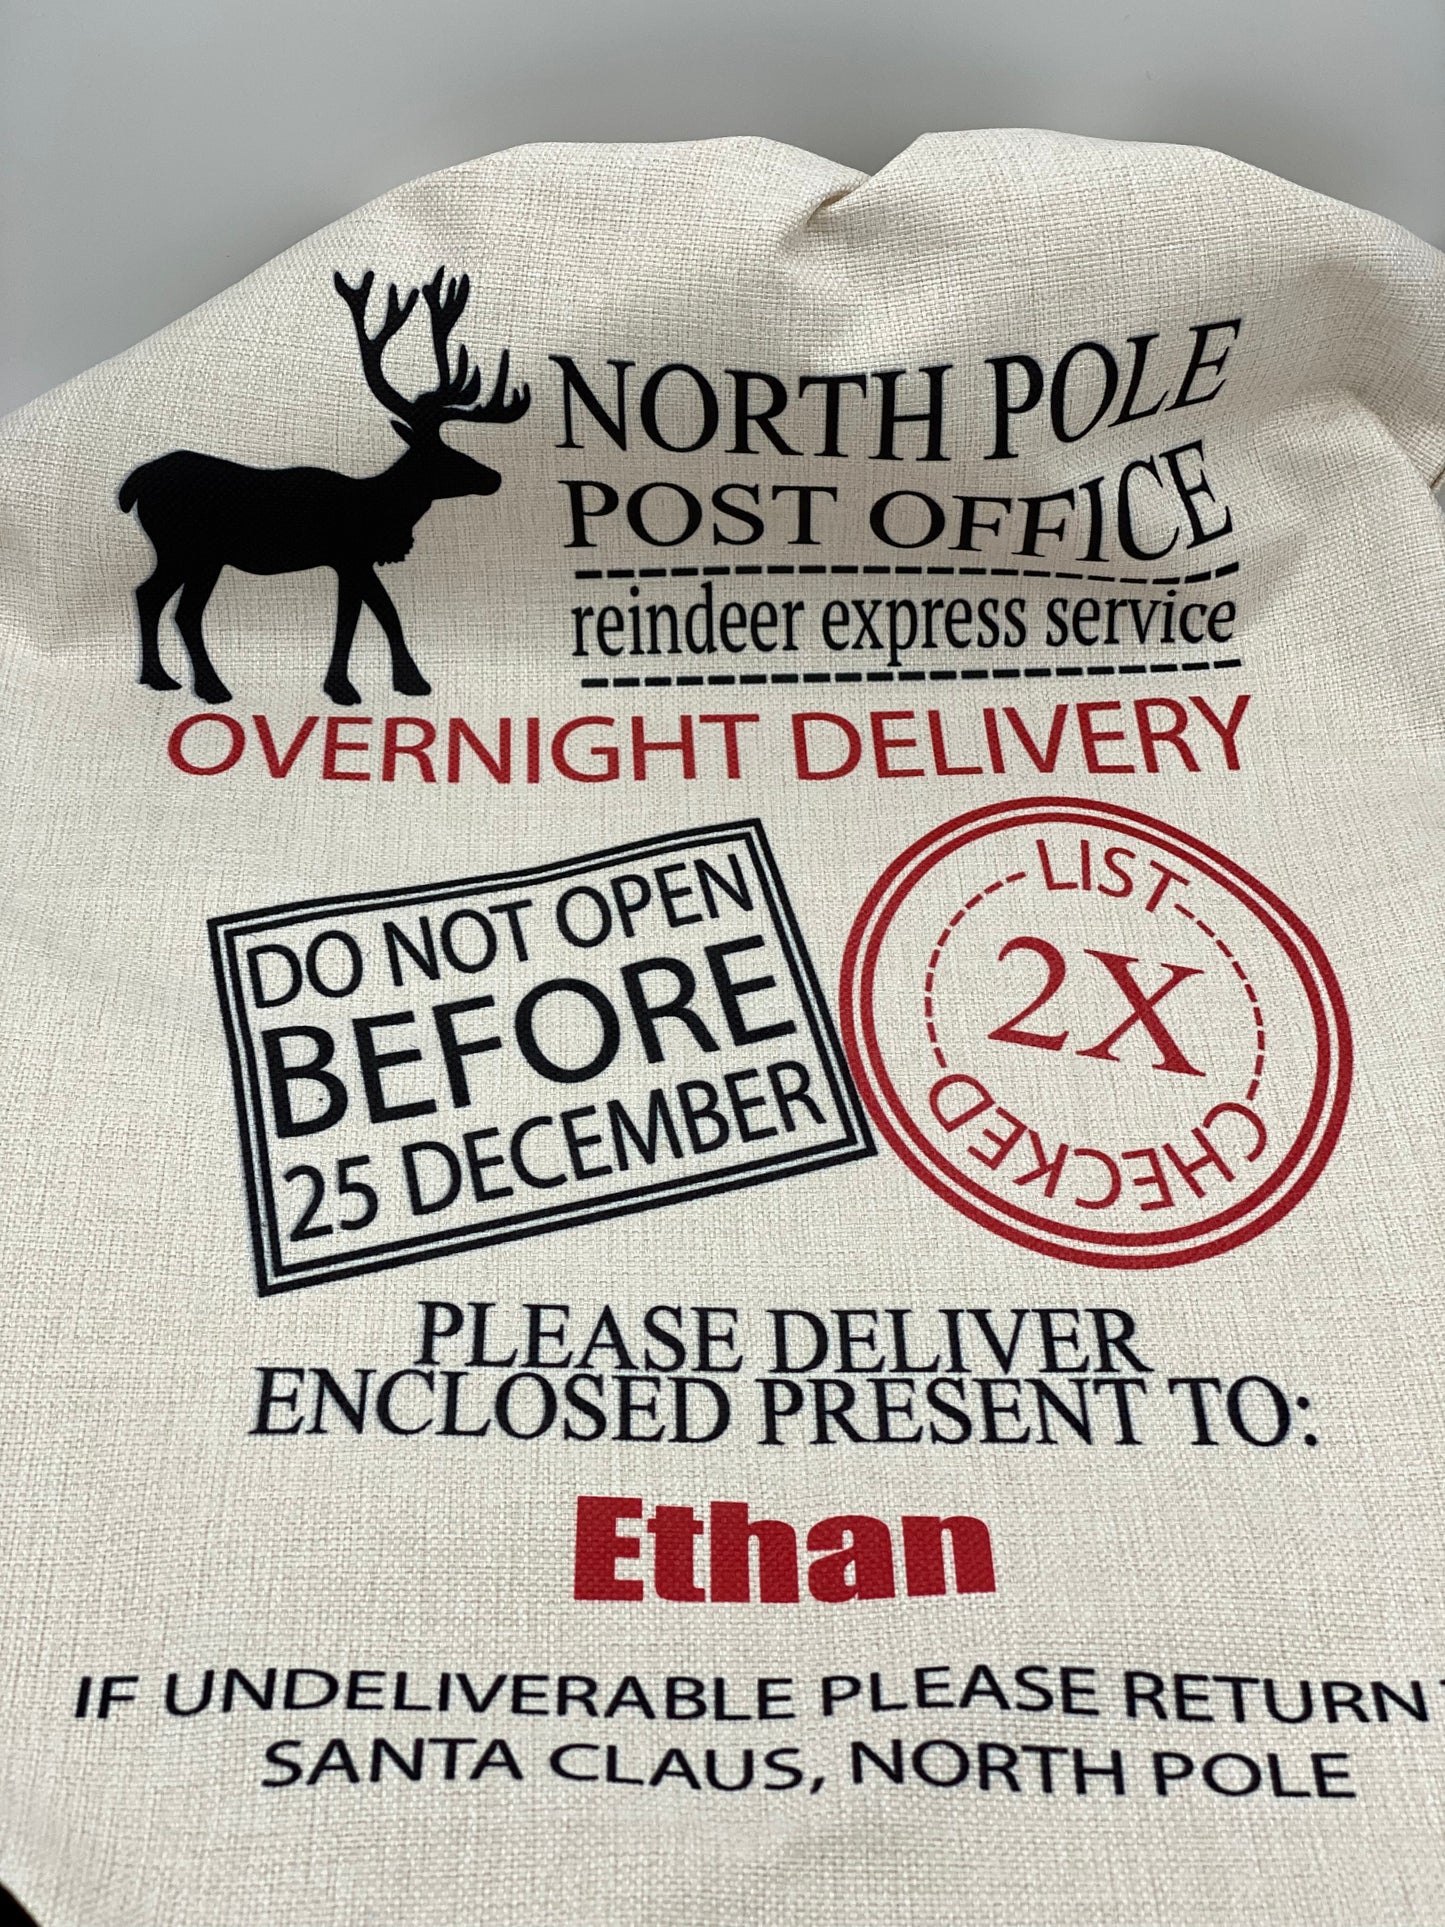 NORTH POLE
POST OFFICE
reindeer express service
OVERNIGHT DELIVERY
DO NOT OPEN
BEFORE
25 DECEMBER
LIST
2X
CHECKED
PLEASE DELIVER
ENCLOSED PRESENT TO:
Ethan
IF UNDELIVERABLE PLEASE RETURN
SANTA CLAUS, NORTH POLE